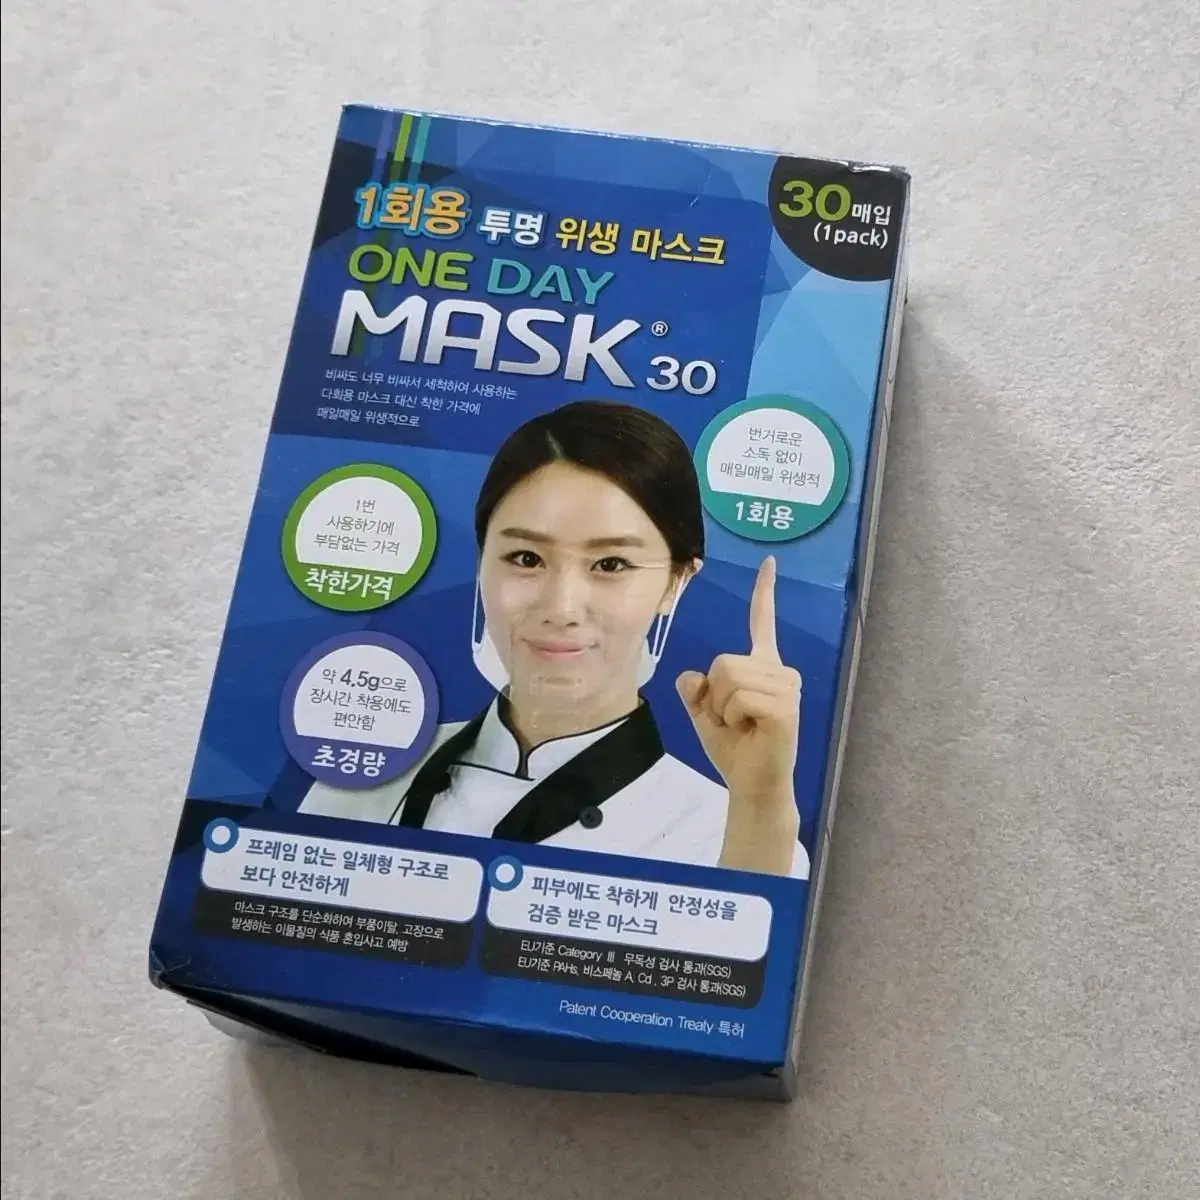 30매입
(1pack)
1회용 투명 위생 마스크
ONE DAY
MASK® 30
비싸도 너무 비싸서 세척하여 사용하는
다회용 마스크 대신 착한 가격에
매일매일 위생적으로
번거로운
소독 없이
매일매일 위생적
1회용
1번
사용하기에
부담없는 가격
착한가격
약 4.5g으로
장시간 착용에도
편안함
초경량
프레임 없는 일체형 구조로
보다 안전하게
마스크 구조를 단순화하여 부품이탈, 고장으로
발생하는 이물질의 식품 혼입사고 예방
피부에도 착하게 안정성을
검증 받은 마스크
EU기준 Category Ⅲ 무독성 검사 통과(SGS)
EU기준 PAHs, 비스페놀 A, Cd, 3P 검사 통과(SGS)
Patent Cooperation Treaty 특허